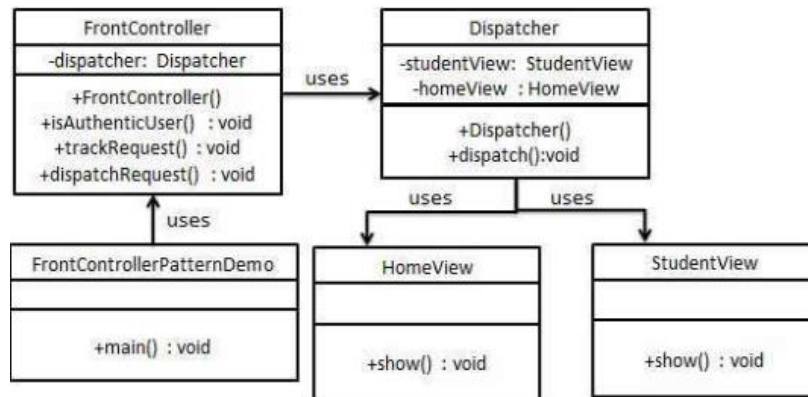 FrontController
-dispatcher: Dispatcher
+FrontController()
+isAuthenticUser() : void
+trackRequest() : void
+dispatchRequest() : void
uses
Dispatcher
-studentView: StudentView
-homeView : HomeView
+Dispatcher()
+dispatch():void
uses
uses
uses
FrontControllerPatternDemo
+main() : void
HomeView
+show() : void
StudentView
+show() : void